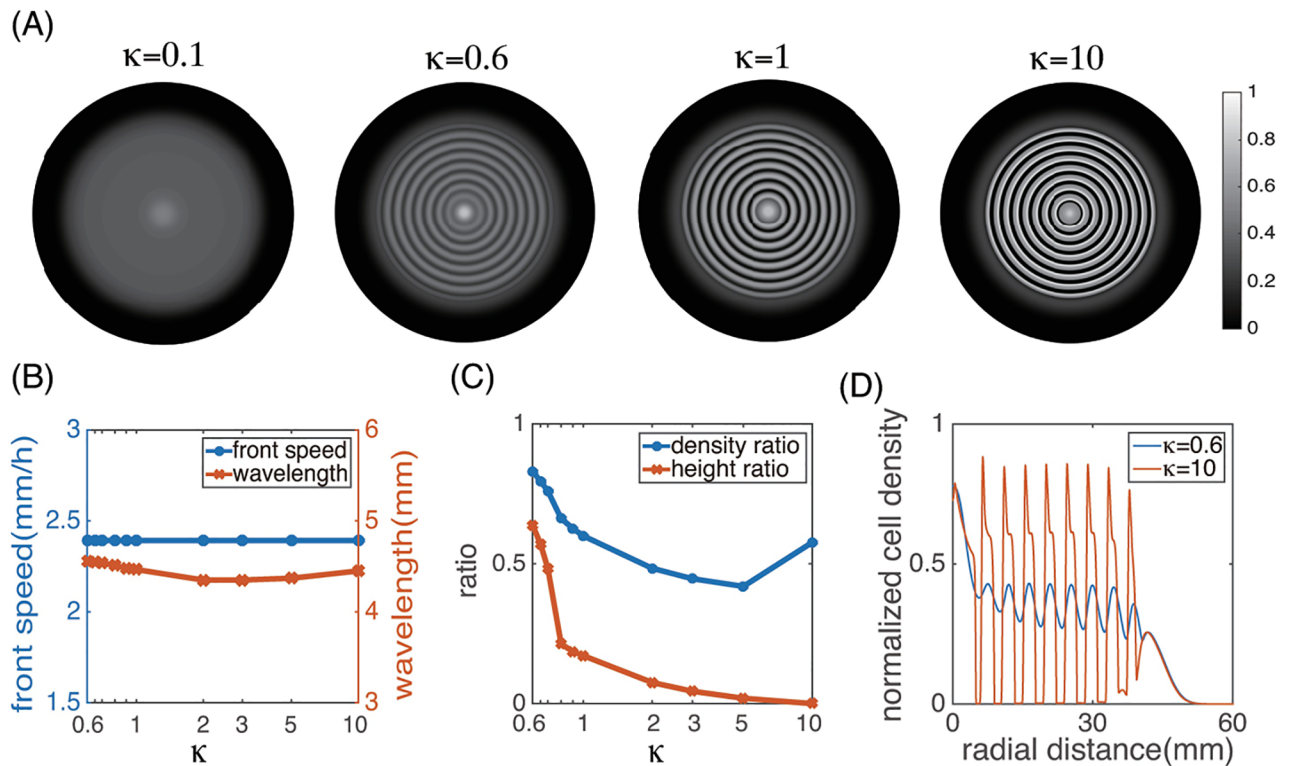 (A)
κ=0.1
κ=0.6
κ=1
κ=10
1
0.8
0.6
0.4
0.2
0
(B)
front speed(mm/h)
3
2.5
2
1.5
front speed
wavelength
6
5
4
3
wavelength(mm)
0.6 1 2 3 5 10
κ
(C)
ratio
1
0.5
0
density ratio
height ratio
0.6 1 2 3 5 10
κ
(D)
normalized cell density
1
0.5
0
κ=0.6
κ=10
0 30 60
radial distance(mm)